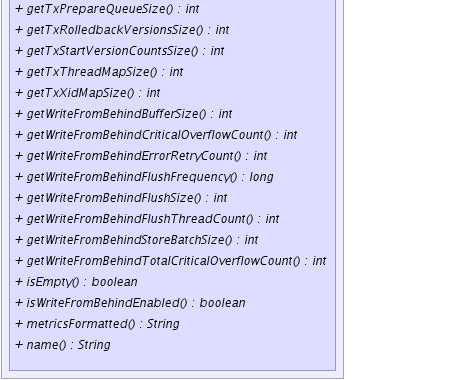 + getTxPrepareQueueSize() : int
+ getTxRolledbackVersionsSize() : int
+ getTxStartVersionCountsSize() : int
+ getTxThreadMapSize() : int
+ getTxXidMapSize() : int
+ getWriteFromBehindBufferSize() : int
+ getWriteFromBehindCriticalOverflowCount() : int
+ getWriteFromBehindErrorRetryCount() : int
+ getWriteFromBehindFlushFrequency() : long
+ getWriteFromBehindFlushSize() : int
+ getWriteFromBehindFlushThreadCount() : int
+ getWriteFromBehindStoreBatchSize() : int
+ getWriteFromBehindTotalCriticalOverflowCount() : int
+ isEmpty() : boolean
+ isWriteFromBehindEnabled() : boolean
+ metricsFormatted() : String
+ name() : String